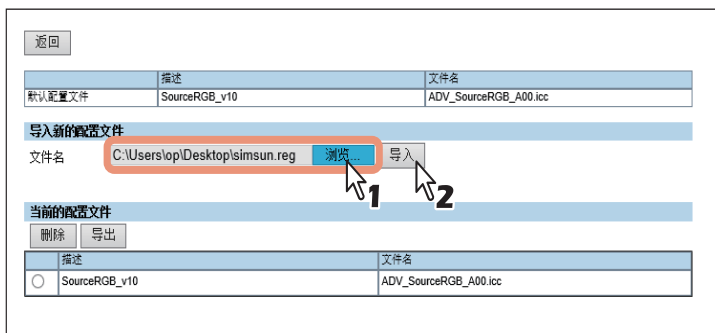 返回
描述 文件名
默认配置文件 SourceRGB_v10 ADV_SourceRGB_A00.icc
导入新的配置文件
文件名 C:\Users\op\Desktop\simsun.reg 浏览... 导入
1 2
当前的配置文件
删除 导出
描述 文件名
SourceRGB_v10 ADV_SourceRGB_A00.icc